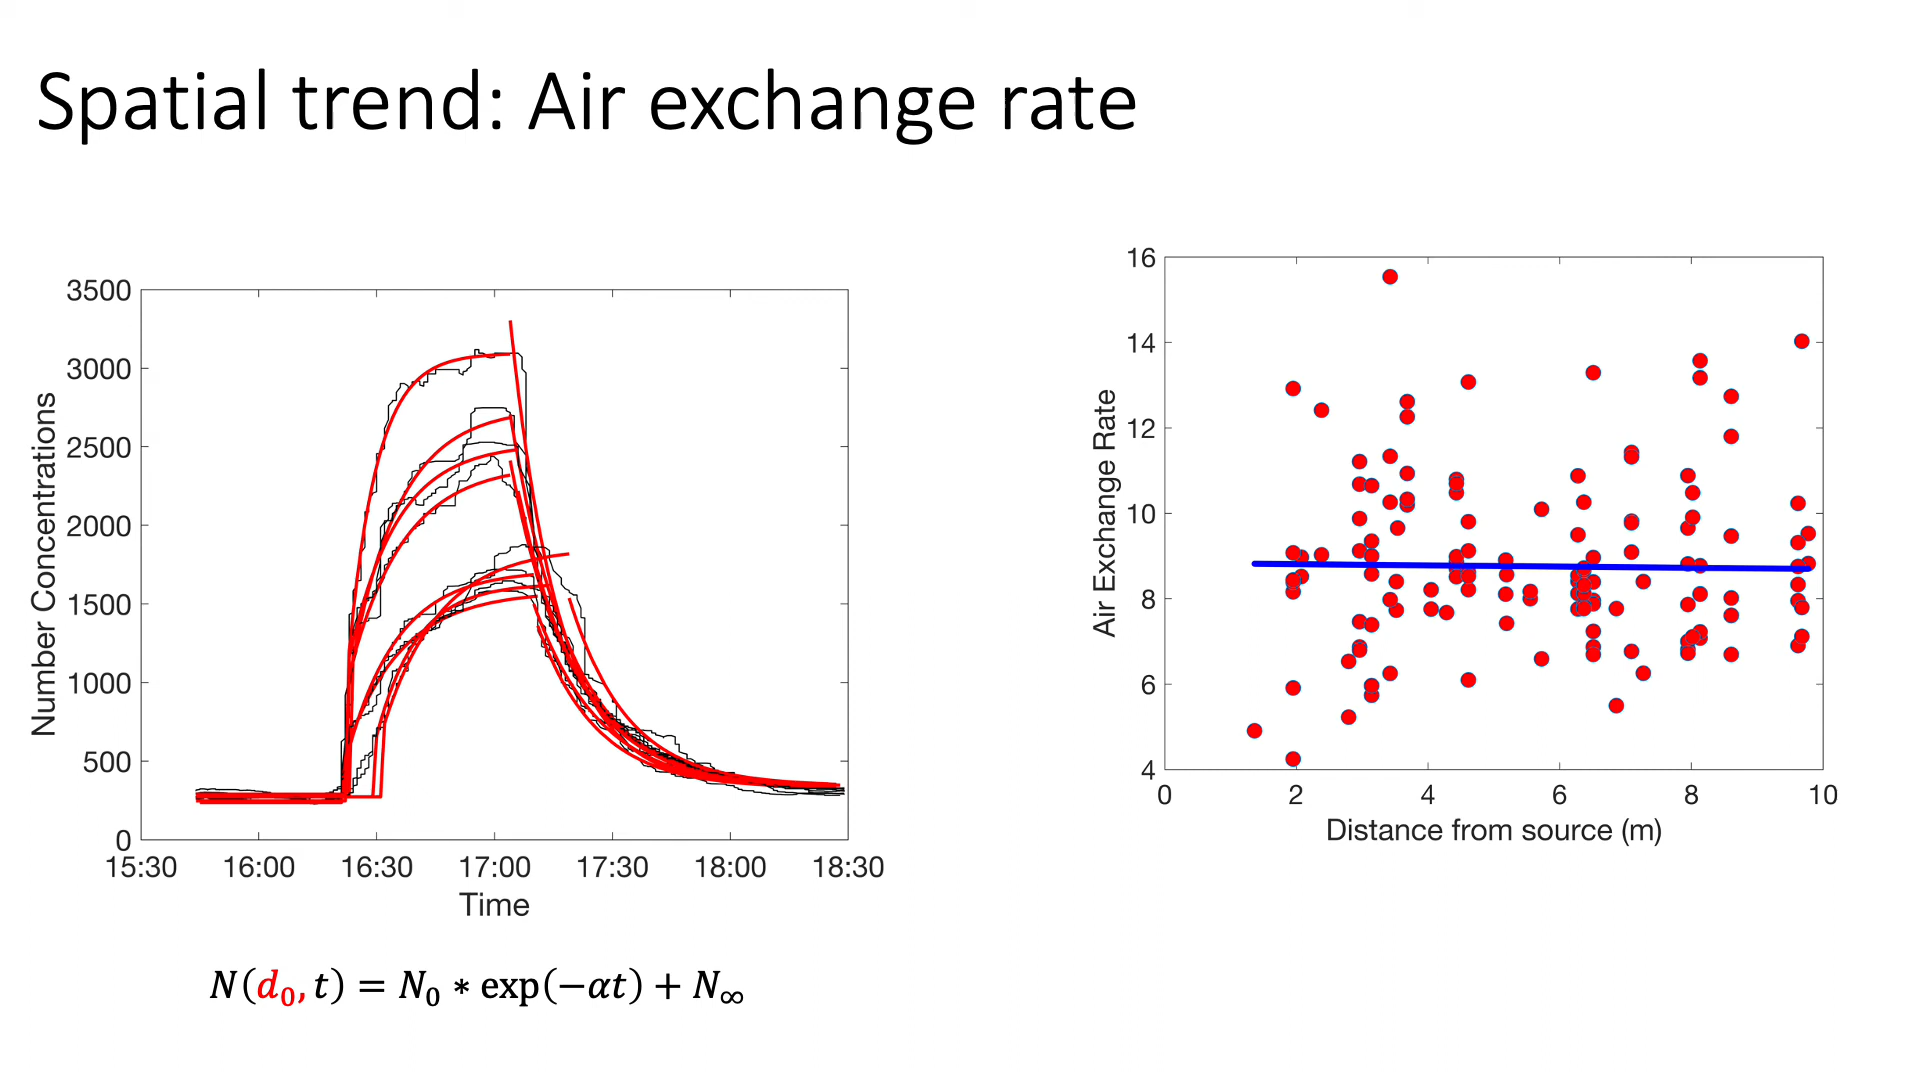 Spatial trend: Air exchange rate
3500
3000
2500
2000
1500
1000
500
0
Number Concentrations
15:30 16:00 16:30 17:00 17:30 18:00 18:30
Time
N(d₀,t) = N₀ ∗ exp(−αt) + N∞
16
14
12
10
8
6
4
Air Exchange Rate
0 2 4 6 8 10
Distance from source (m)